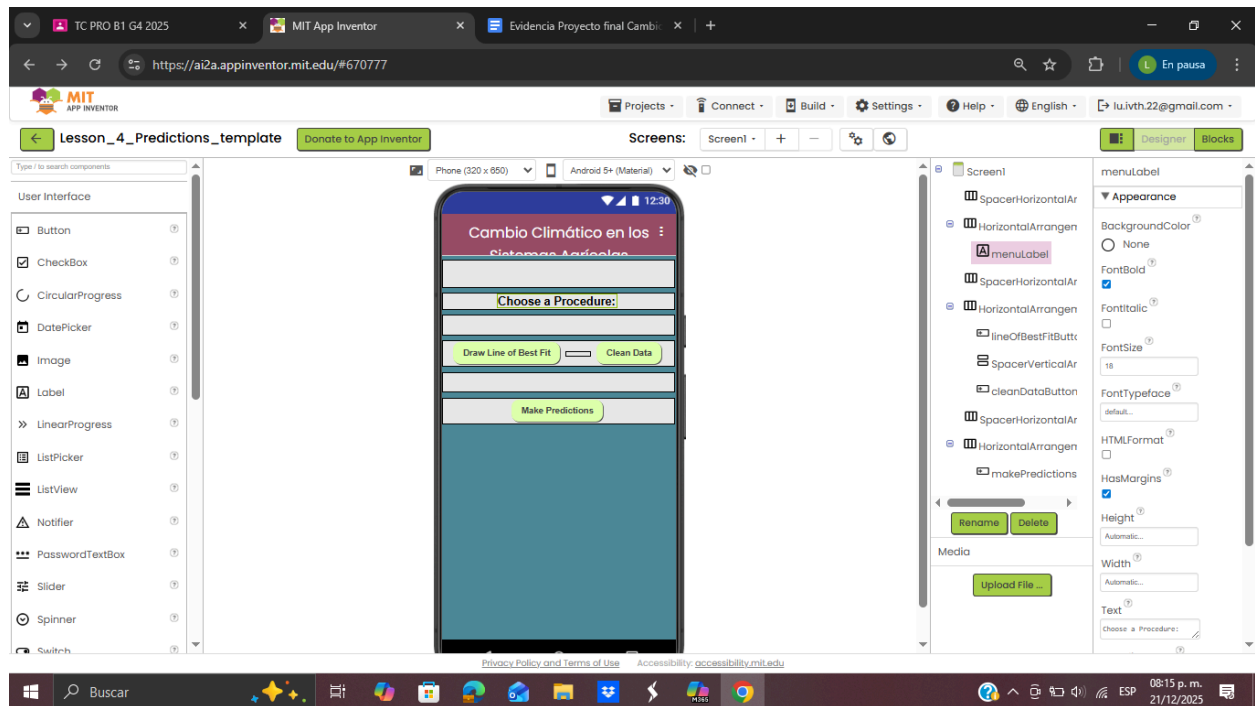 TC PRO B1 G4 2025
MIT App Inventor
Evidencia Proyecto final Cambic
https://ai2a.appinventor.mit.edu/#670777
L
En pausa
MIT
APP INVENTOR
Projects
Connect
Build
Settings
Help
English
lu.ivth.22@gmail.com
Lesson_4_Predictions_template
Donate to App Inventor
Screens:
Screen1
Designer
Blocks
Type / to search components
User Interface
Button
CheckBox
CircularProgress
DatePicker
Image
Label
LinearProgress
ListPicker
ListView
Notifier
PasswordTextBox
Slider
Spinner
Switch
Phone (320 x 650)
Android 5+ (Material)
12:30
Cambio Climático en los
Sistemas Agrícolas
Choose a Procedure:
Draw Line of Best Fit
Clean Data
Make Predictions
Screen1
SpacerHorizontalAr
HorizontalArrangen
menuLabel
SpacerHorizontalAr
HorizontalArrangen
lineOfBestFitButtc
SpacerVerticalAr
cleanDataButton
SpacerHorizontalAr
HorizontalArrangen
makePredictions
Rename
Delete
Media
Upload File ...
menuLabel
Appearance
BackgroundColor
None
FontBold
FontItalic
FontSize
18
FontTypeface
default...
HTMLFormat
HasMargins
Height
Automatic...
Width
Automatic...
Text
Choose a Procedure:
Privacy Policy and Terms of Use
Accessibility: accessibility.mit.edu
Buscar
M365
ESP
08:15 p. m.
21/12/2025